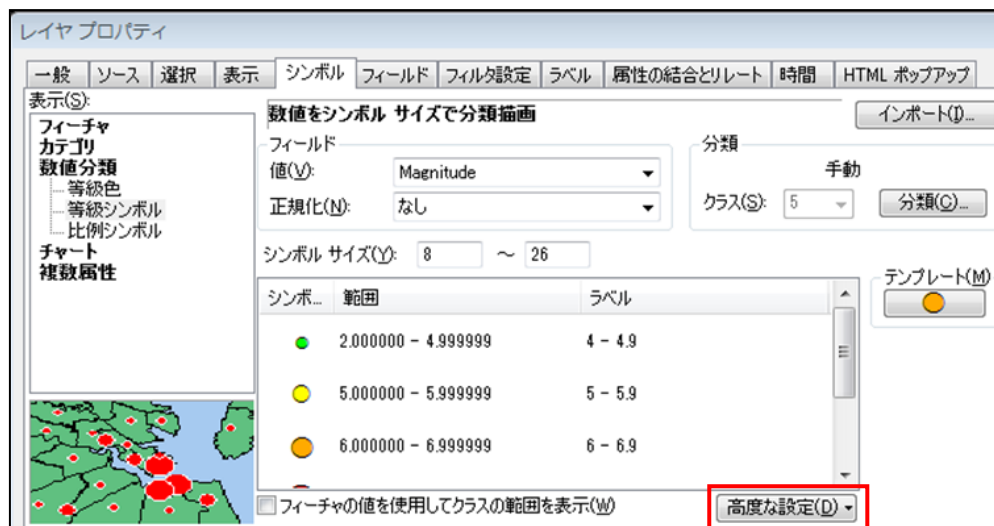 レイヤ プロパティ
一般 ソース 選択 表示 シンボル フィールド フィルタ設定 ラベル 属性の結合とリレート 時間 HTML ポップアップ
表示(S):
フィーチャ
カテゴリ
数値分類
等級色
等級シンボル
比例シンボル
チャート
複数属性
数値をシンボル サイズで分類描画
インポート(I)...
フィールド
値(V): Magnitude
正規化(N): なし
分類
手動
クラス(S): 5 分類(C)...
シンボル サイズ(Y): 8 ～ 26
シンボ... 範囲 ラベル
2.000000 - 4.999999 4 - 4.9
5.000000 - 5.999999 5 - 5.9
6.000000 - 6.999999 6 - 6.9
テンプレート(M)
フィーチャの値を使用してクラスの範囲を表示(W)
高度な設定(D)